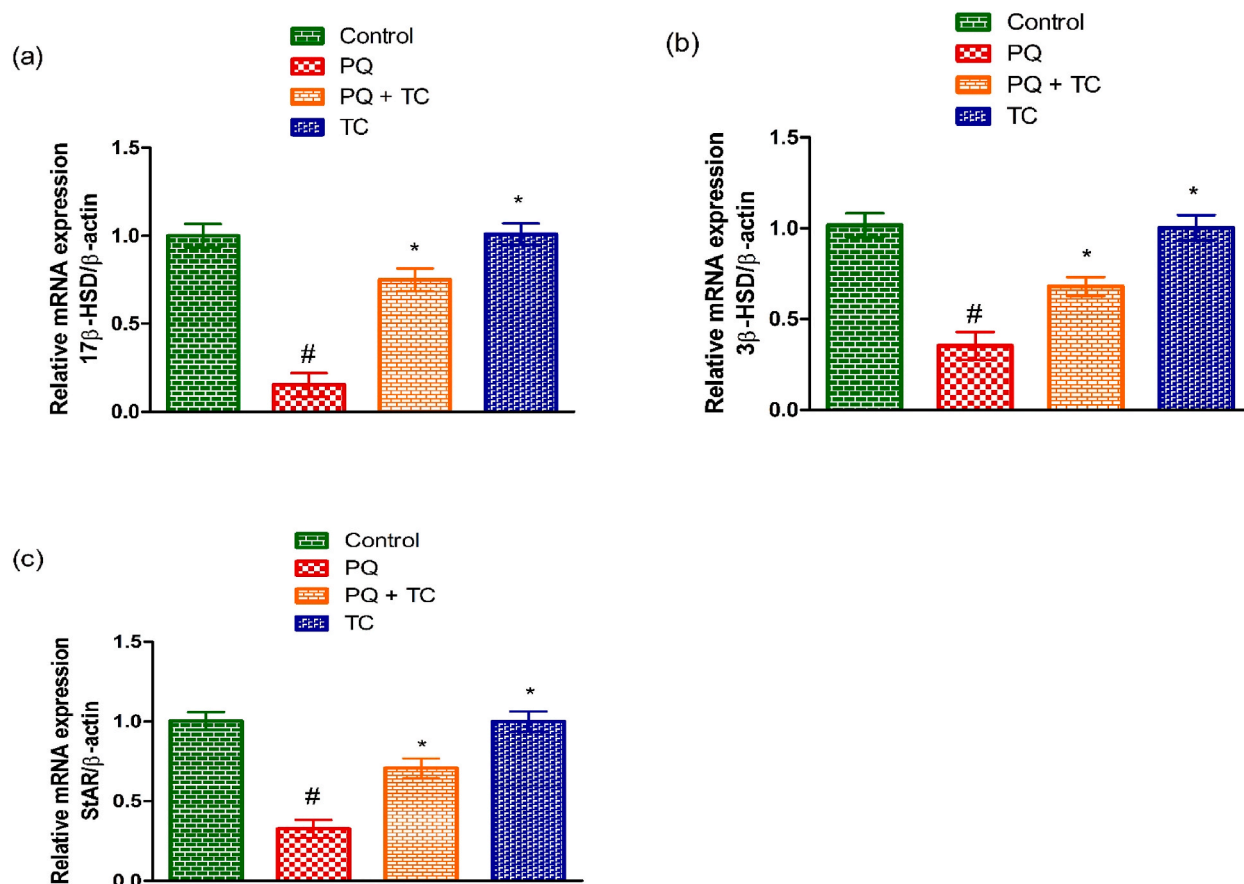 (a)
Control
PQ
PQ + TC
TC
Relative mRNA expression
17β-HSD/β-actin
1.5
1.0
0.5
0.0
#
*
*
(b)
Control
PQ
PQ + TC
TC
Relative mRNA expression
3β-HSD/β-actin
1.5
1.0
0.5
0.0
#
*
*
(c)
Control
PQ
PQ + TC
TC
Relative mRNA expression
StAR/β-actin
1.5
1.0
0.5
0.0
#
*
*